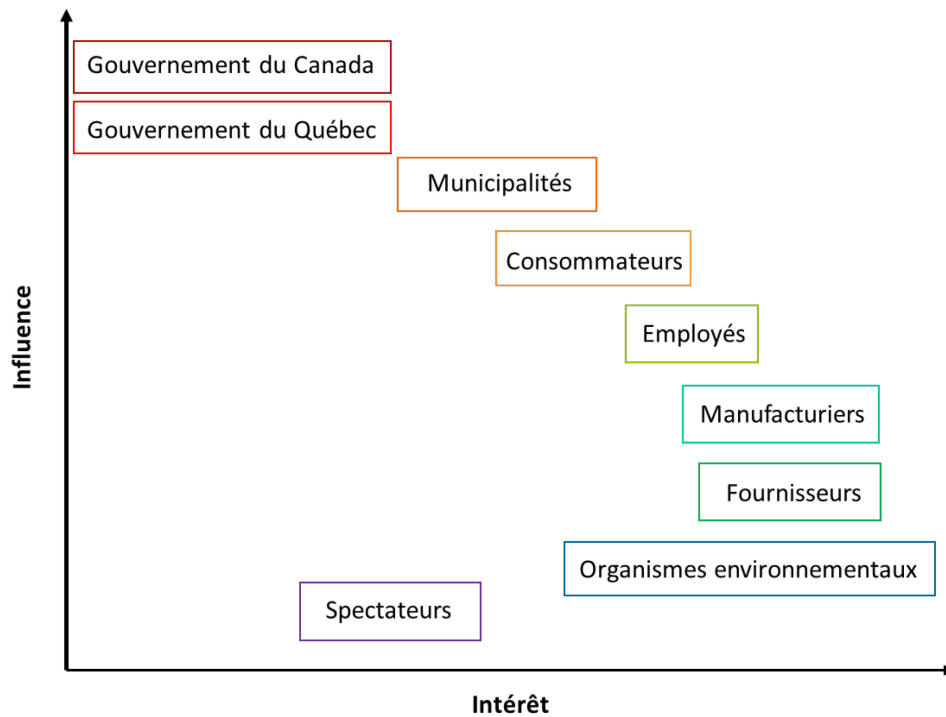 Gouvernement du Canada
Gouvernement du Québec
Municipalités
Consommateurs
Employés
Manufacturiers
Fournisseurs
Organismes environnementaux
Spectateurs
Influence
Intérêt